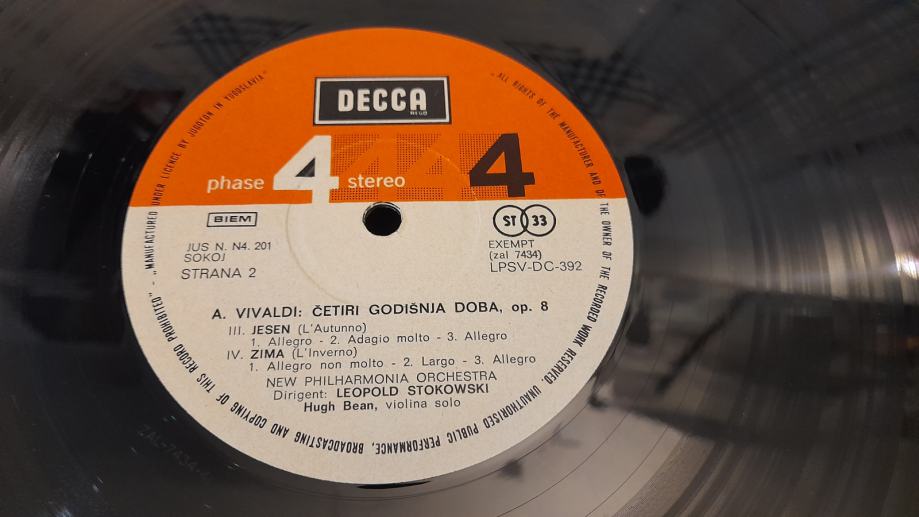 DECCA
REGD
phase 4 stereo 4
BIEM
ST 33
JUS N. N4. 201
SOKOJ
STRANA 2
EXEMPT
(zal 7434)
LPSV-DC-392
A. VIVALDI: ČETIRI GODIŠNJA DOBA, op. 8
III. JESEN (L'Autunno)
1. Allegro - 2. Adagio molto - 3. Allegro
IV. ZIMA (L'Inverno)
1. Allegro non molto - 2. Largo - 3. Allegro
NEW PHILHARMONIA ORCHESTRA
Dirigent: LEOPOLD STOKOWSKI
Hugh Bean, violina solo
„ALL RIGHTS OF THE MANUFACTURER AND OF THE OWNER OF THE RECORDED WORK RESERVED UNAUTHORISED PUBLIC PERFORMANCE, BROADCASTING AND COPYING OF THIS RECORD PROHIBITED" - „MANUFACTURED UNDER LICENCE BY JUGOTON IN YUGOSLAVIA"